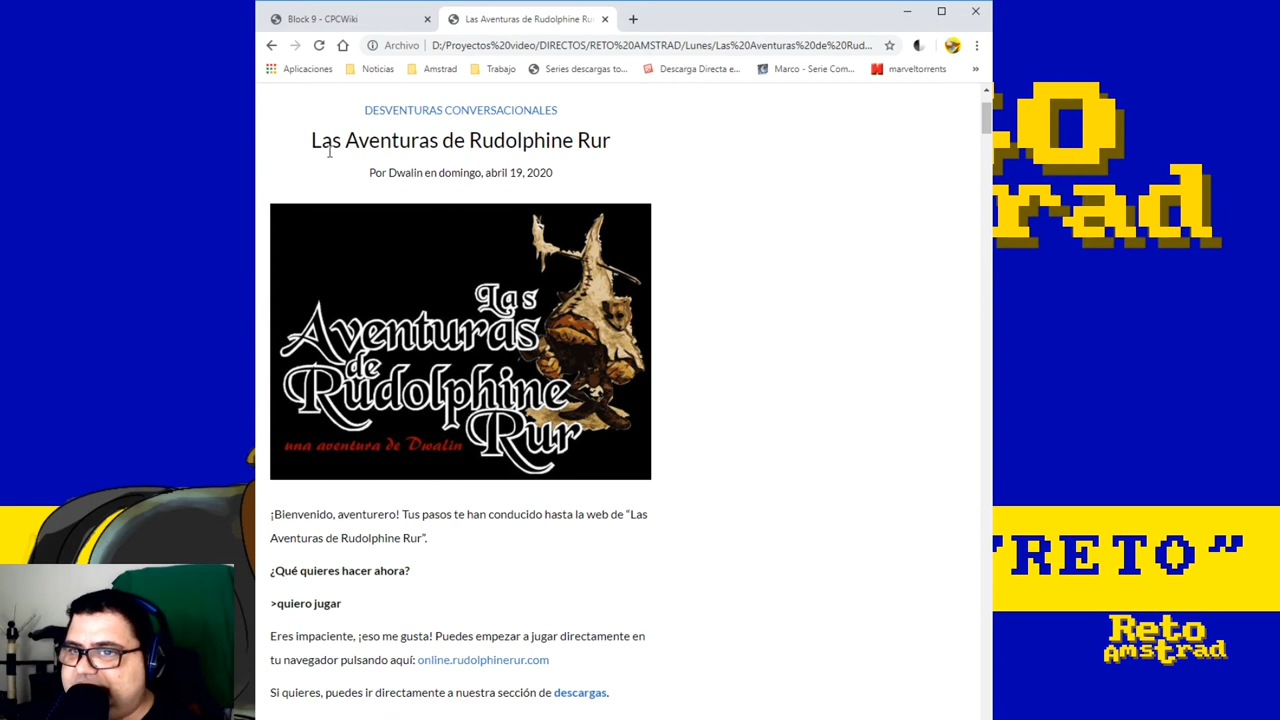 Block 9 - CPCWiki
Las Aventuras de Rudolphine Ru
Archivo
D:/Proyectos%20video/DIRECTOS/RETO%20AMSTRAD/Lunes/Las%20Aventuras%20de%20Rud...
Aplicaciones
Noticias
Amstrad
Trabajo
Series descargas to...
Descarga Directa e...
Marco - Serie Com...
marveltorrents
»
DESVENTURAS CONVERSACIONALES
Las Aventuras de Rudolphine Rur
Por Dwalin en domingo, abril 19, 2020
Las
Aventuras
de
Rudolphine
Rur
una aventura de Dwalin
¡Bienvenido, aventurero! Tus pasos te han conducido hasta la web de “Las
Aventuras de Rudolphine Rur”.
¿Qué quieres hacer ahora?
>quiero jugar
Eres impaciente, ¡eso me gusta! Puedes empezar a jugar directamente en
tu navegador pulsando aquí: online.rudolphinerur.com
Si quieres, puedes ir directamente a nuestra sección de descargas.
O
rad
"RETO"
Reto
Amstrad